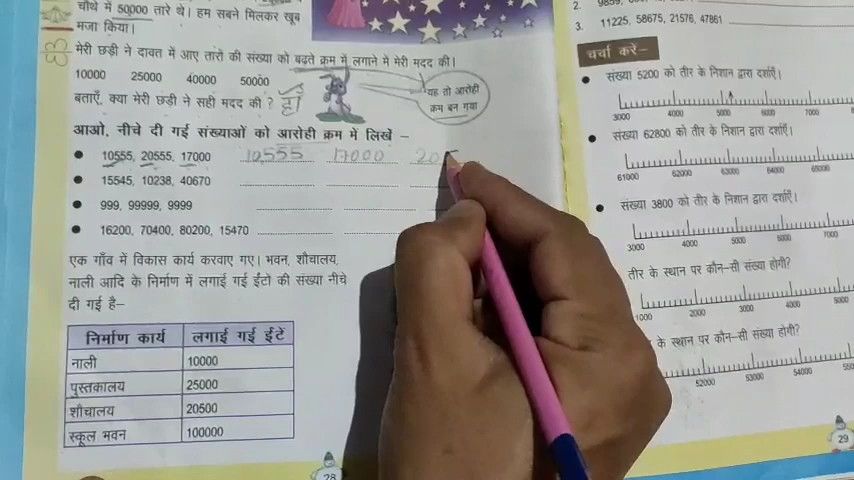 चौथे में 50000 तारे थे। हम सबने मिलकर खूब
मजा किया।
मेरी छड़ी ने दावत में आए तारों की संख्या को बढ़ते क्रम में लगाने में मेरी मदद की।
10000 25000 40000 50000
बताएँ, क्या मेरी छड़ी ने सही मदद की ? हाँ
यह तो आरोही
क्रम बन गया
आओ, नीचे दी गई संख्याओं को आरोही क्रम में लिखें –
10555, 20555, 17000 10,555 17000 205
15545, 10238, 40670
999, 99999, 9999
16200, 70400, 80200, 15470
एक गाँव में विकास कार्य करवाए गए। भवन, शौचालय,
नाली आदि के निर्माण में लगाई गई ईंटो की संख्या नीचे
दी गई है–
निर्माण कार्य लगाई गई ईंटें
नाली 10000
पुस्तकालय 25000
शौचालय 20500
स्कूल भवन 100000
28
2.
3. 11225, 58675, 21576, 47861
चर्चा करें–
संख्या 5200 को तीर के निशान द्वारा दर्शाएँ।
3000 4000 5000 6000 7000
संख्या 62800 को तीर के निशान द्वारा दर्शाएँ।
61000 62000 63000 64000 65000
संख्या 3800 को तीर के निशान द्वारा दर्शाएँ।
3000 4000 5000 6000 7000
तीर के स्थान पर कौन–सी संख्या होगी?
1000 2000 3000 4000 5000
के स्थान पर कौन–सी संख्या होगी?
52000 53000 54000
29